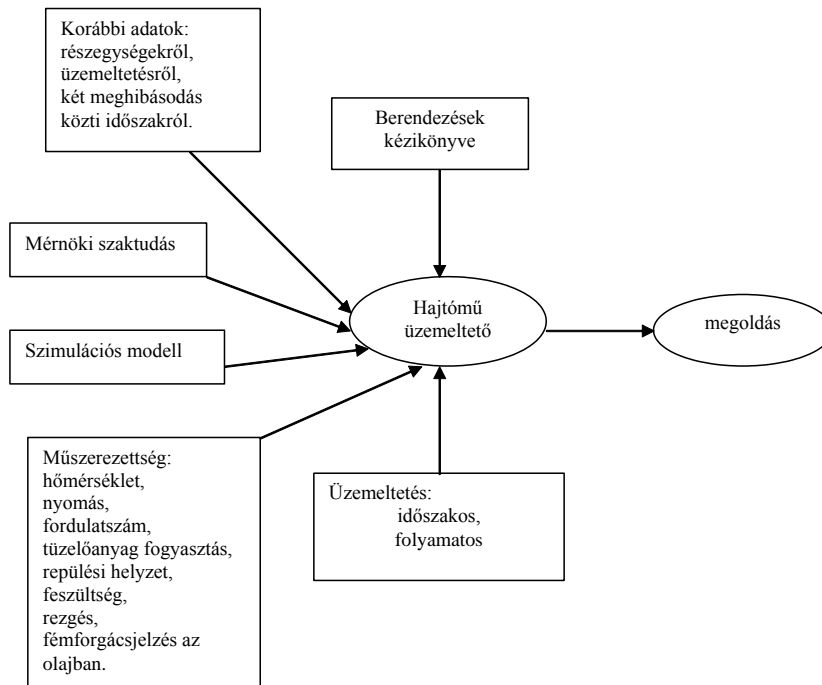 Korábbi adatok:
részegységekről,
üzemeltetésről,
két meghibásodás
közti időszakról.
Berendezések
kézikönyve
Mérnöki szaktudás
Hajtómű
üzemeltető
megoldás
Szimulációs modell
Műszerezettség:
hőmérséklet,
nyomás,
fordulatszám,
tüzelőanyag fogyasztás,
repülési helyzet,
feszültség,
rezgés,
fémforgácsjelzés az
olajban.
Üzemeltetés:
időszakos,
folyamatos